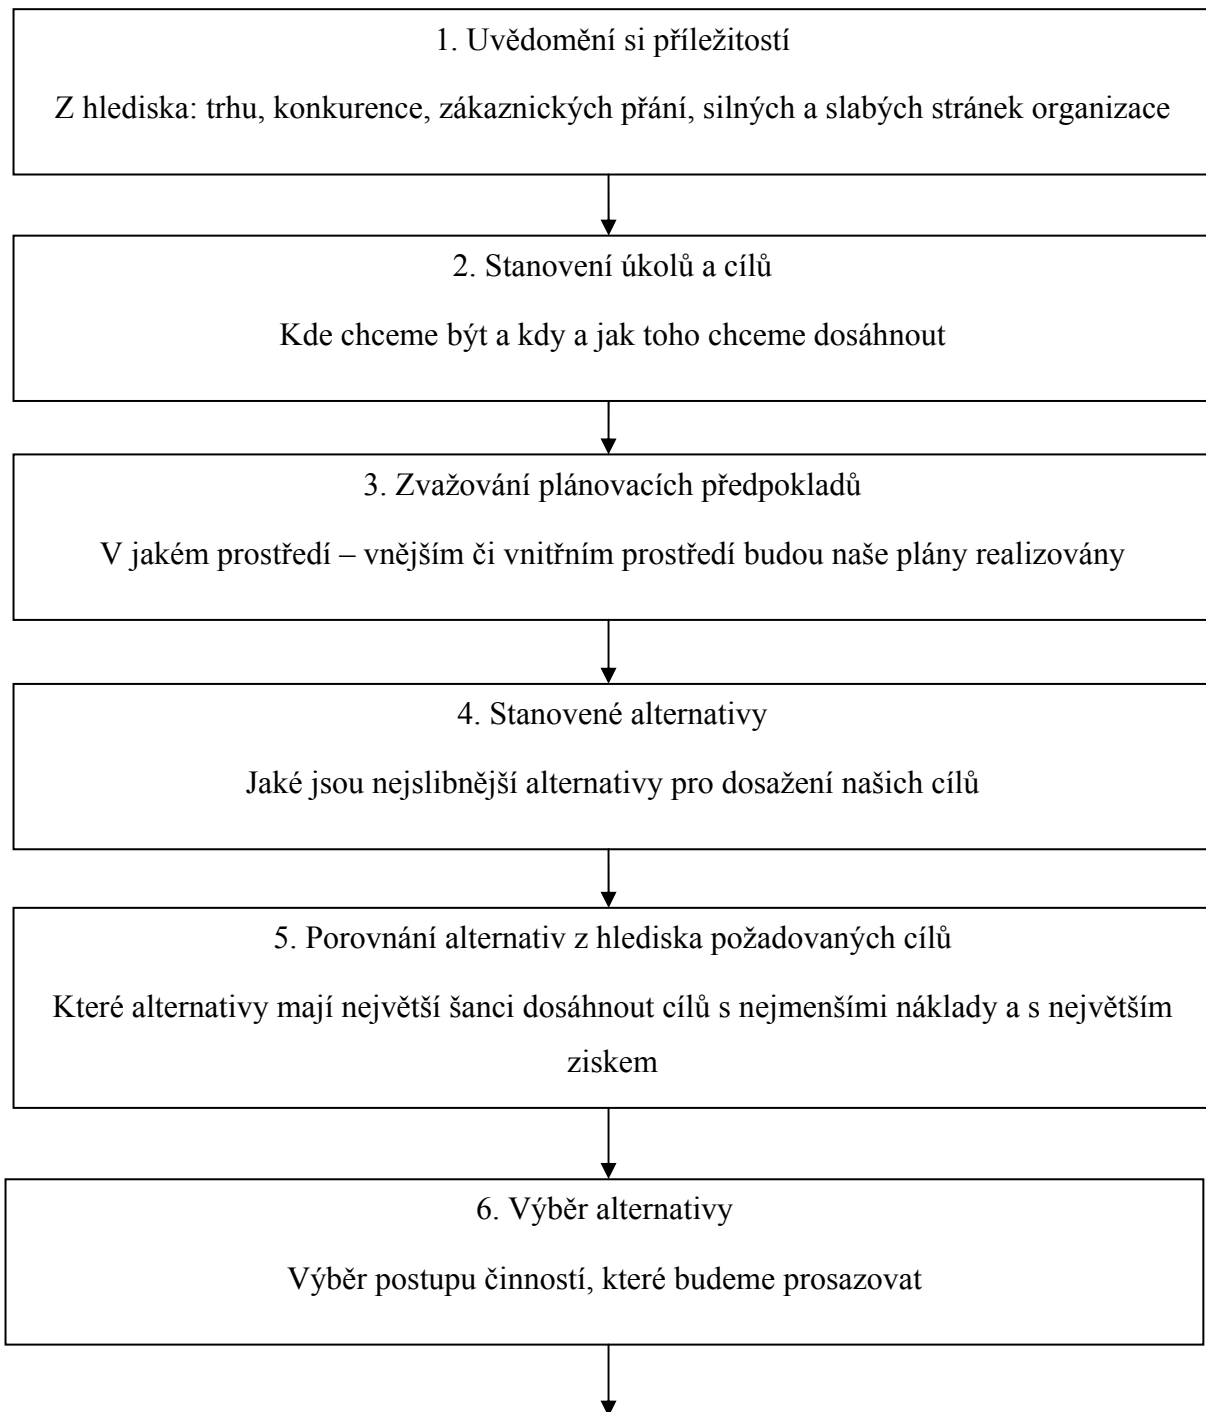 1. Uvědomění si příležitostí
Z hlediska: trhu, konkurence, zákaznických přání, silných a slabých stránek organizace
2. Stanovení úkolů a cílů
Kde chceme být a kdy a jak toho chceme dosáhnout
3. Zvažování plánovacích předpokladů
V jakém prostředí – vnějším či vnitřním prostředí budou naše plány realizovány
4. Stanovené alternativy
Jaké jsou nejslibnější alternativy pro dosažení našich cílů
5. Porovnání alternativ z hlediska požadovaných cílů
Které alternativy mají největší šanci dosáhnout cílů s nejmenšími náklady a s největším
ziskem
6. Výběr alternativy
Výběr postupu činností, které budeme prosazovat